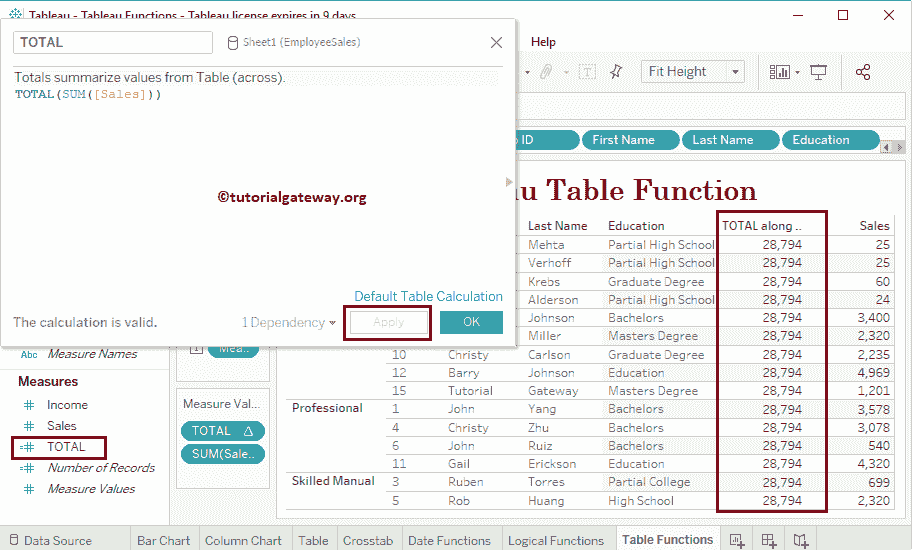 Tableau - Tableau Functions - Tableau license expires in 9 days
TOTAL Sheet1 (EmployeeSales)
Help
Totals summarize values from Table (across).
TOTAL(SUM([Sales]))
Fit Height
ID First Name Last Name Education
©tutorialgateway.org
Table Function
Last Name Education TOTAL along .. Sales
Mehta Partial High School 28,794 25
Verhoff Partial High School 28,794 25
Krebs Graduate Degree 28,794 60
Alderson Partial High School 28,794 24
Johnson Bachelors 28,794 3,400
Miller Masters Degree 28,794 2,320
10 Christy Carlson Graduate Degree 28,794 2,235
12 Barry Johnson Education 28,794 4,969
15 Tutorial Gateway Masters Degree 28,794 1,201
Professional 1 John Yang Bachelors 28,794 3,578
4 Christy Zhu Bachelors 28,794 3,078
6 John Ruiz Bachelors 28,794 540
11 Gail Erickson Education 28,794 4,320
Skilled Manual 3 Ruben Torres Partial College 28,794 699
5 Rob Huang High School 28,794 2,320
Default Table Calculation
The calculation is valid. 1 Dependency Apply OK
Abc Measure Names
Measures
Income
Sales
TOTAL
Number of Records
Measure Values
Mea..
Measure Val...
TOTAL
SUM(Sale..
Data Source Bar Chart Column Chart Table Crosstab Date Functions Logical Functions Table Functions